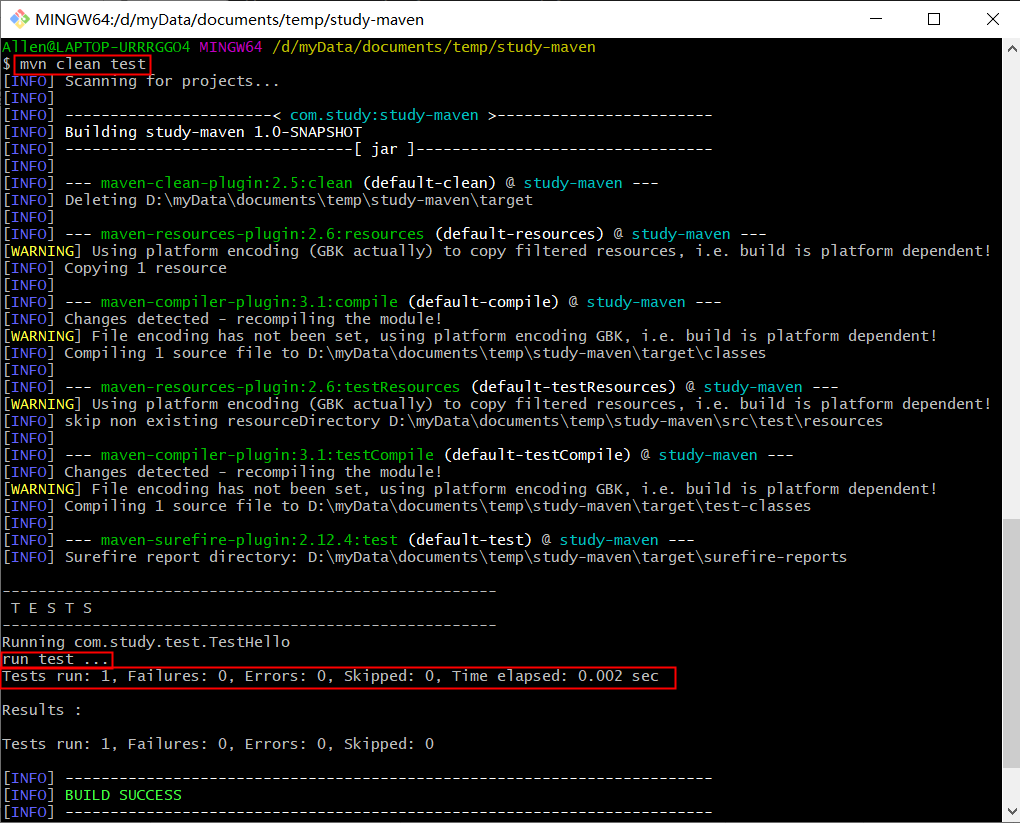 MINGW64:/d/myData/documents/temp/study-maven
Allen@LAPTOP-URRRGGO4 MINGW64 /d/myData/documents/temp/study-maven
$ mvn clean test
[INFO] Scanning for projects...
[INFO]
[INFO] -----------------------< com.study:study-maven >------------------------
[INFO] Building study-maven 1.0-SNAPSHOT
[INFO] --------------------------------[ jar ]---------------------------------
[INFO]
[INFO] --- maven-clean-plugin:2.5:clean (default-clean) @ study-maven ---
[INFO] Deleting D:\myData\documents\temp\study-maven\target
[INFO]
[INFO] --- maven-resources-plugin:2.6:resources (default-resources) @ study-maven ---
[WARNING] Using platform encoding (GBK actually) to copy filtered resources, i.e. build is platform dependent!
[INFO] Copying 1 resource
[INFO]
[INFO] --- maven-compiler-plugin:3.1:compile (default-compile) @ study-maven ---
[INFO] Changes detected - recompiling the module!
[WARNING] File encoding has not been set, using platform encoding GBK, i.e. build is platform dependent!
[INFO] Compiling 1 source file to D:\myData\documents\temp\study-maven\target\classes
[INFO]
[INFO] --- maven-resources-plugin:2.6:testResources (default-testResources) @ study-maven ---
[WARNING] Using platform encoding (GBK actually) to copy filtered resources, i.e. build is platform dependent!
[INFO] skip non existing resourceDirectory D:\myData\documents\temp\study-maven\src\test\resources
[INFO]
[INFO] --- maven-compiler-plugin:3.1:testCompile (default-testCompile) @ study-maven ---
[INFO] Changes detected - recompiling the module!
[WARNING] File encoding has not been set, using platform encoding GBK, i.e. build is platform dependent!
[INFO] Compiling 1 source file to D:\myData\documents\temp\study-maven\target\test-classes
[INFO]
[INFO] --- maven-surefire-plugin:2.12.4:test (default-test) @ study-maven ---
[INFO] Surefire report directory: D:\myData\documents\temp\study-maven\target\surefire-reports
-------------------------------------------------------
T E S T S
-------------------------------------------------------
Running com.study.test.TestHello
run test ...
Tests run: 1, Failures: 0, Errors: 0, Skipped: 0, Time elapsed: 0.002 sec
Results :
Tests run: 1, Failures: 0, Errors: 0, Skipped: 0
[INFO] ------------------------------------------------------------------------
[INFO] BUILD SUCCESS
[INFO] ------------------------------------------------------------------------